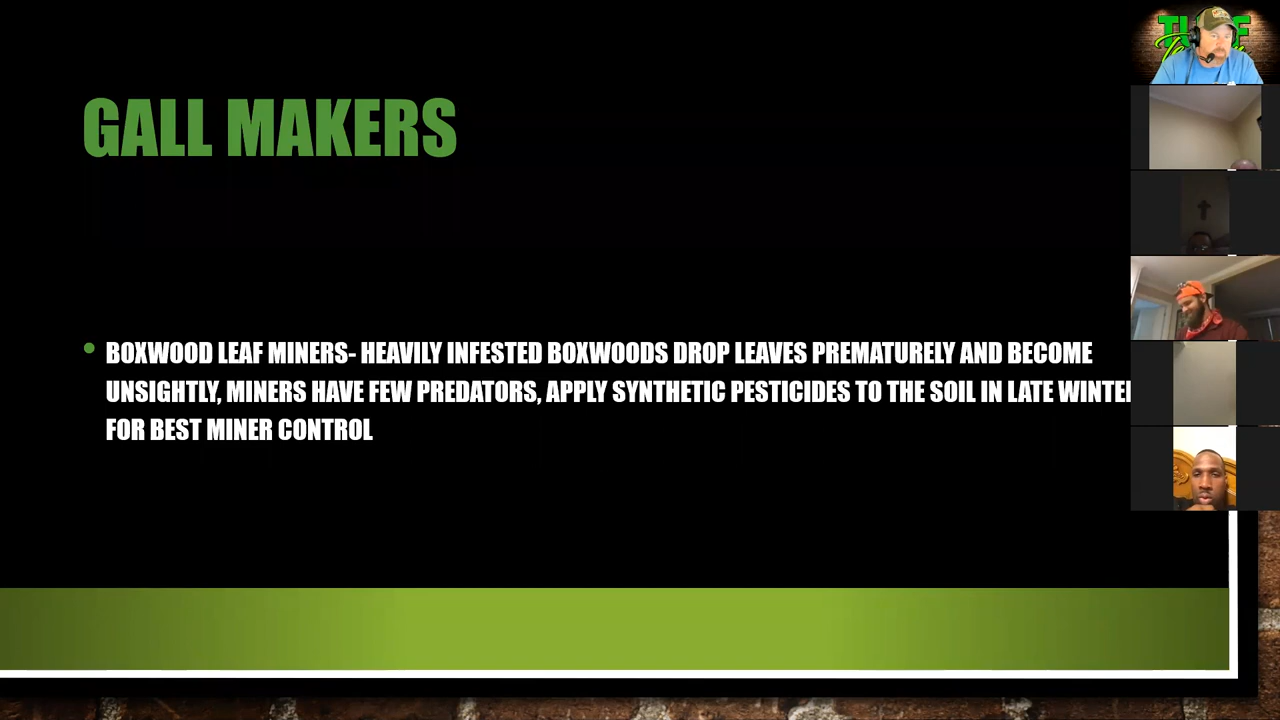 GALL MAKERS
• BOXWOOD LEAF MINERS- HEAVILY INFESTED BOXWOODS DROP LEAVES PREMATURELY AND BECOME
UNSIGHTLY, MINERS HAVE FEW PREDATORS, APPLY SYNTHETIC PESTICIDES TO THE SOIL IN LATE WINTER
FOR BEST MINER CONTROL